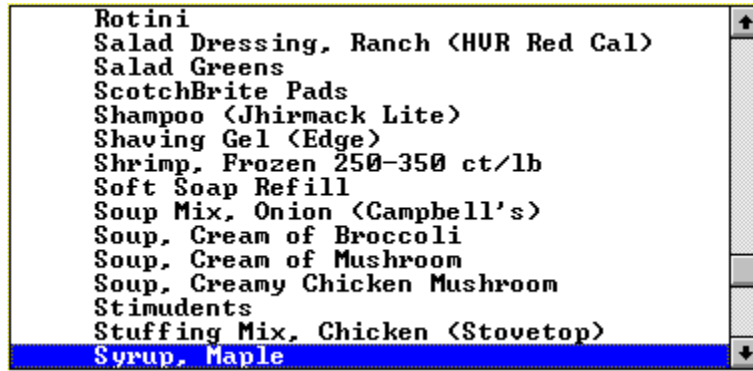 Rotini
Salad Dressing, Ranch (HVR Red Cal)
Salad Greens
ScotchBrite Pads
Shampoo (Jhirmack Lite)
Shaving Gel (Edge)
Shrimp, Frozen 250-350 ct/lb
Soft Soap Refill
Soup Mix, Onion (Campbell's)
Soup, Cream of Broccoli
Soup, Cream of Mushroom
Soup, Creamy Chicken Mushroom
Stimudents
Stuffing Mix, Chicken (Stovetop)
Syrup, Maple